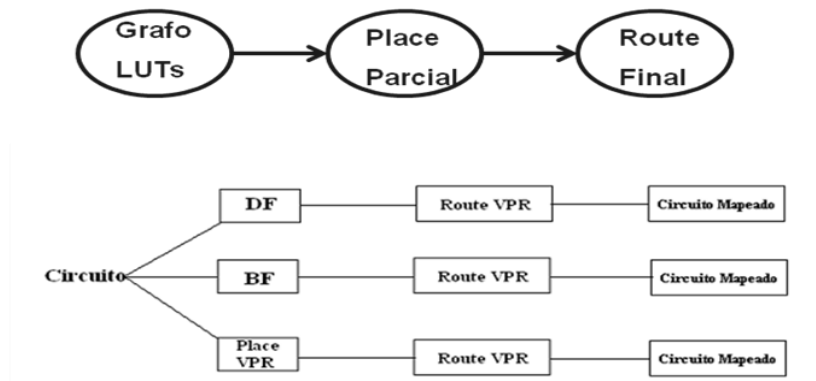 Grafo
LUTs
Place
Parcial
Route
Final
DF
Route VPR
Circuito Mapeado
Circuito
BF
Route VPR
Circuito Mapeado
Place
VPR
Route VPR
Circuito Mapeado